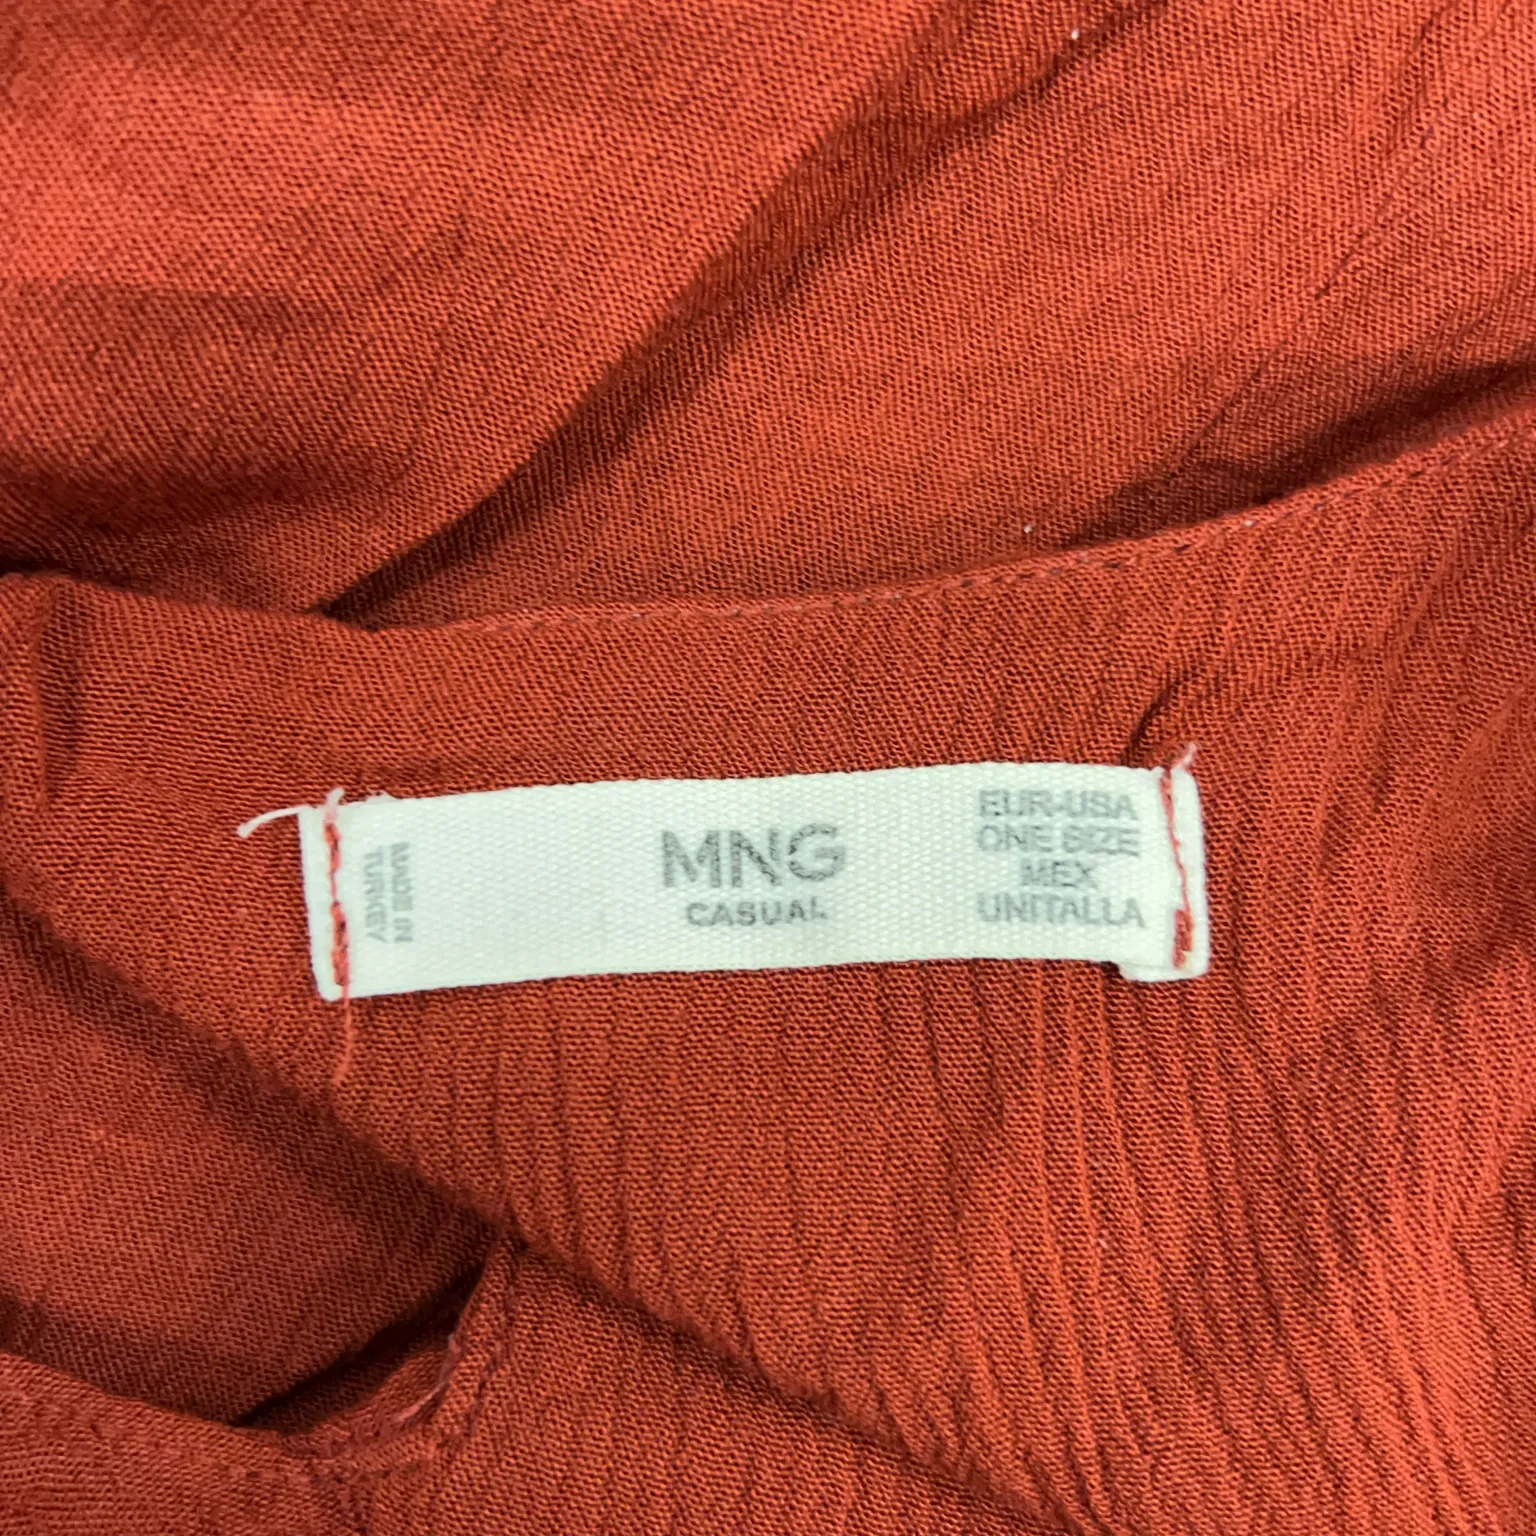 MADE IN
TURKEY
MNG
CASUAL
EUR-USA
ONE SIZE
MEX
UNITALLA